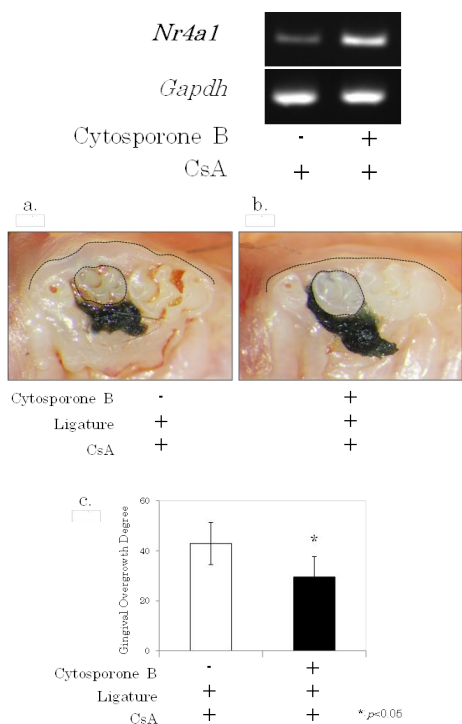 Nr4a1
Gapdh
Cytosporone B - +
CsA + +
a. b.
Cytosporone B - +
Ligature + +
CsA + +
c.
Gingival Overgrowth Degree
60
40
20
0
*
Cytosporone B - +
Ligature + +
CsA + +
*: p<0.05